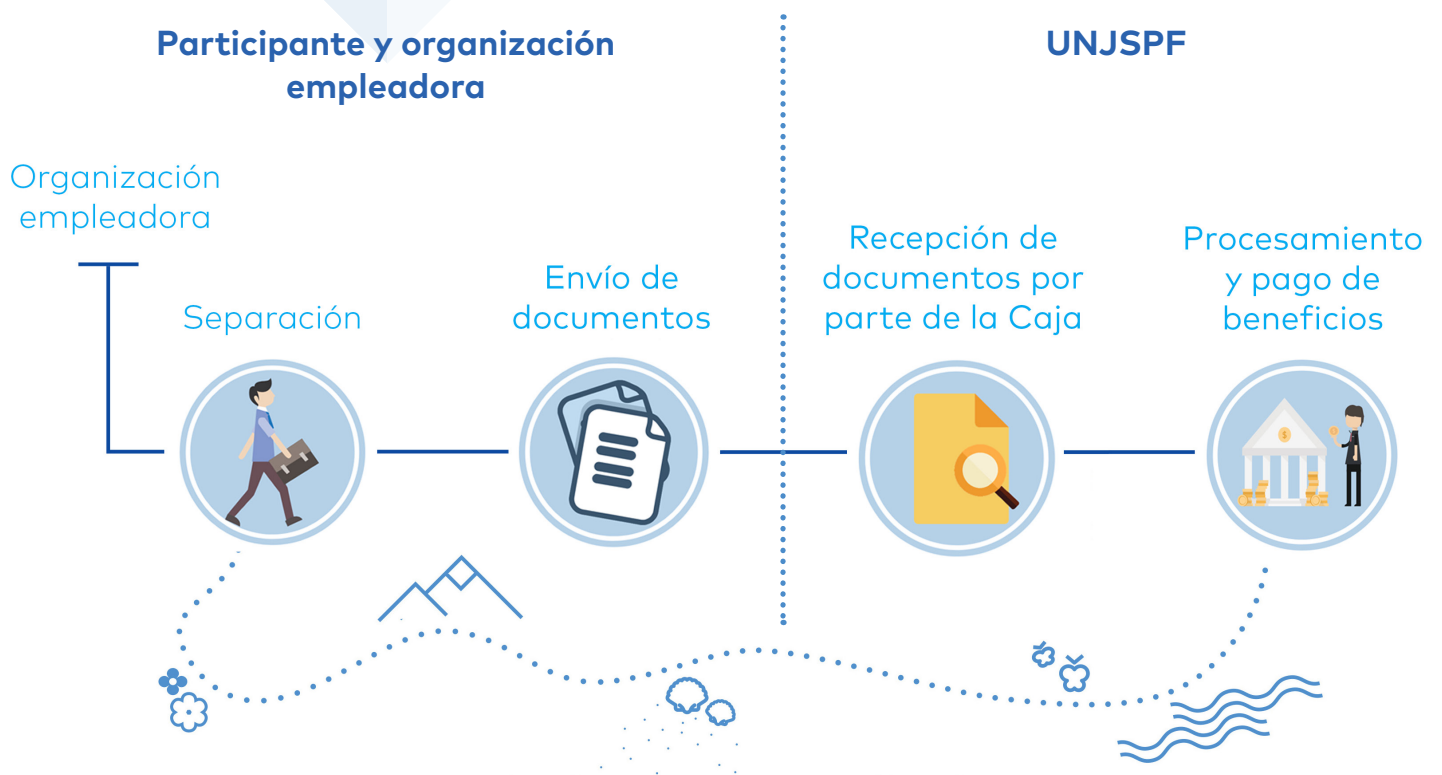 Participante y organización
empleadora
UNJSPF
Organización
empleadora
Separación
Envío de
documentos
Recepción de
documentos por
parte de la Caja
Procesamiento
y pago de
beneficios